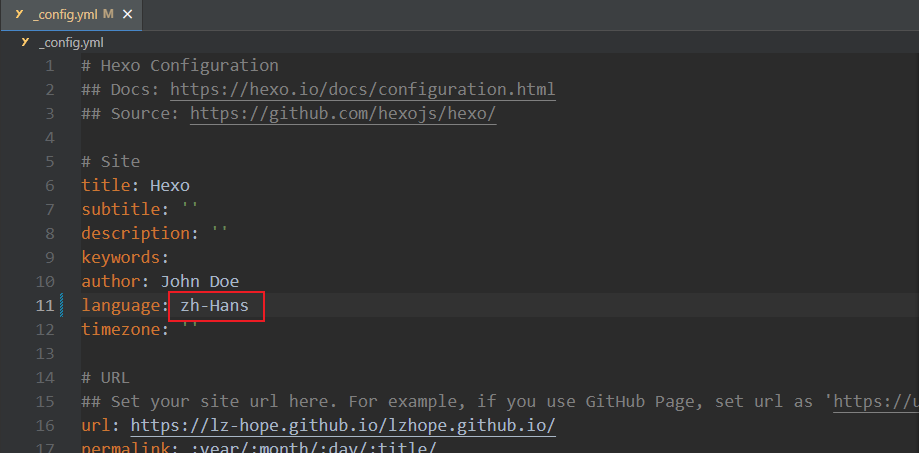 _config.yml M
_config.yml
1 # Hexo Configuration
2 ## Docs: https://hexo.io/docs/configuration.html
3 ## Source: https://github.com/hexojs/hexo/
4
5 # Site
6 title: Hexo
7 subtitle: ''
8 description: ''
9 keywords:
10 author: John Doe
11 language: zh-Hans
12 timezone: ''
13
14 # URL
15 ## Set your site url here. For example, if you use GitHub Page, set url as 'https://u
16 url: https://lz-hope.github.io/lzhope.github.io/
17 permalink: :year/:month/:day/:title/